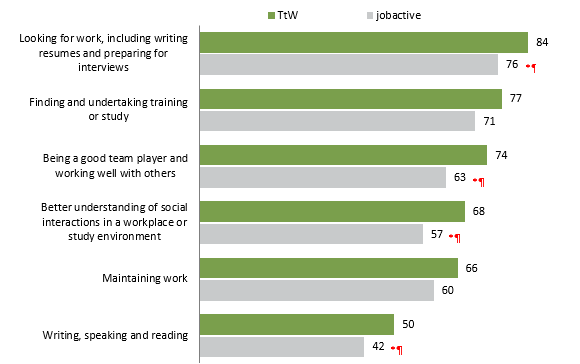 TtW jobactive
Looking for work, including writing
resumes and preparing for
interviews
84
76 *¶
Finding and undertaking training
or study
77
71
Being a good team player and
working well with others
74
63 *¶
Better understanding of social
interactions in a workplace or
study environment
68
57 *¶
Maintaining work
66
60
Writing, speaking and reading
50
42 *¶